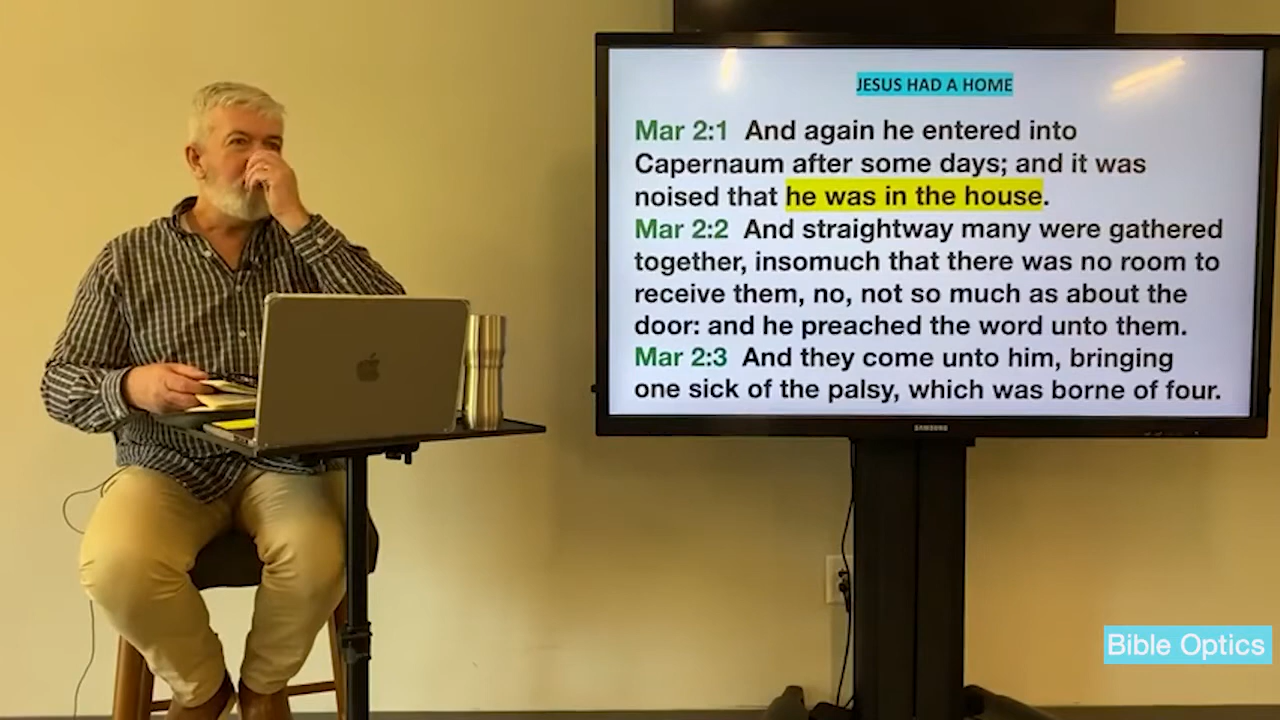 JESUS HAD A HOME
Mar 2:1 And again he entered into
Capernaum after some days; and it was
noised that he was in the house.
Mar 2:2 And straightway many were gathered
together, insomuch that there was no room to
receive them, no, not so much as about the
door: and he preached the word unto them.
Mar 2:3 And they come unto him, bringing
one sick of the palsy, which was borne of four.
SAMSUNG
Bible Optics